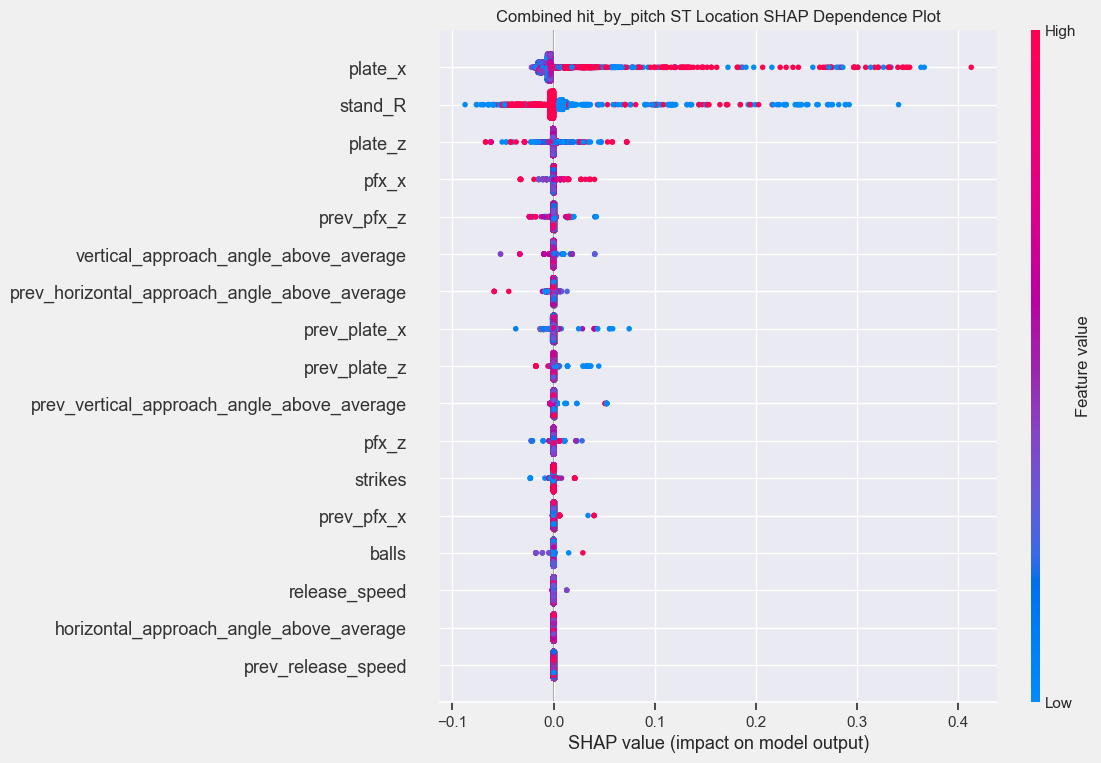 Combined hit_by_pitch ST Location SHAP Dependence Plot
High
plate_x
stand_R
plate_z
pfx_x
prev_pfx_z
vertical_approach_angle_above_average
prev_horizontal_approach_angle_above_average
prev_plate_x
prev_plate_z
prev_vertical_approach_angle_above_average
pfx_z
strikes
prev_pfx_x
balls
release_speed
horizontal_approach_angle_above_average
prev_release_speed
Feature value
Low
−0.1 0.0 0.1 0.2 0.3 0.4
SHAP value (impact on model output)